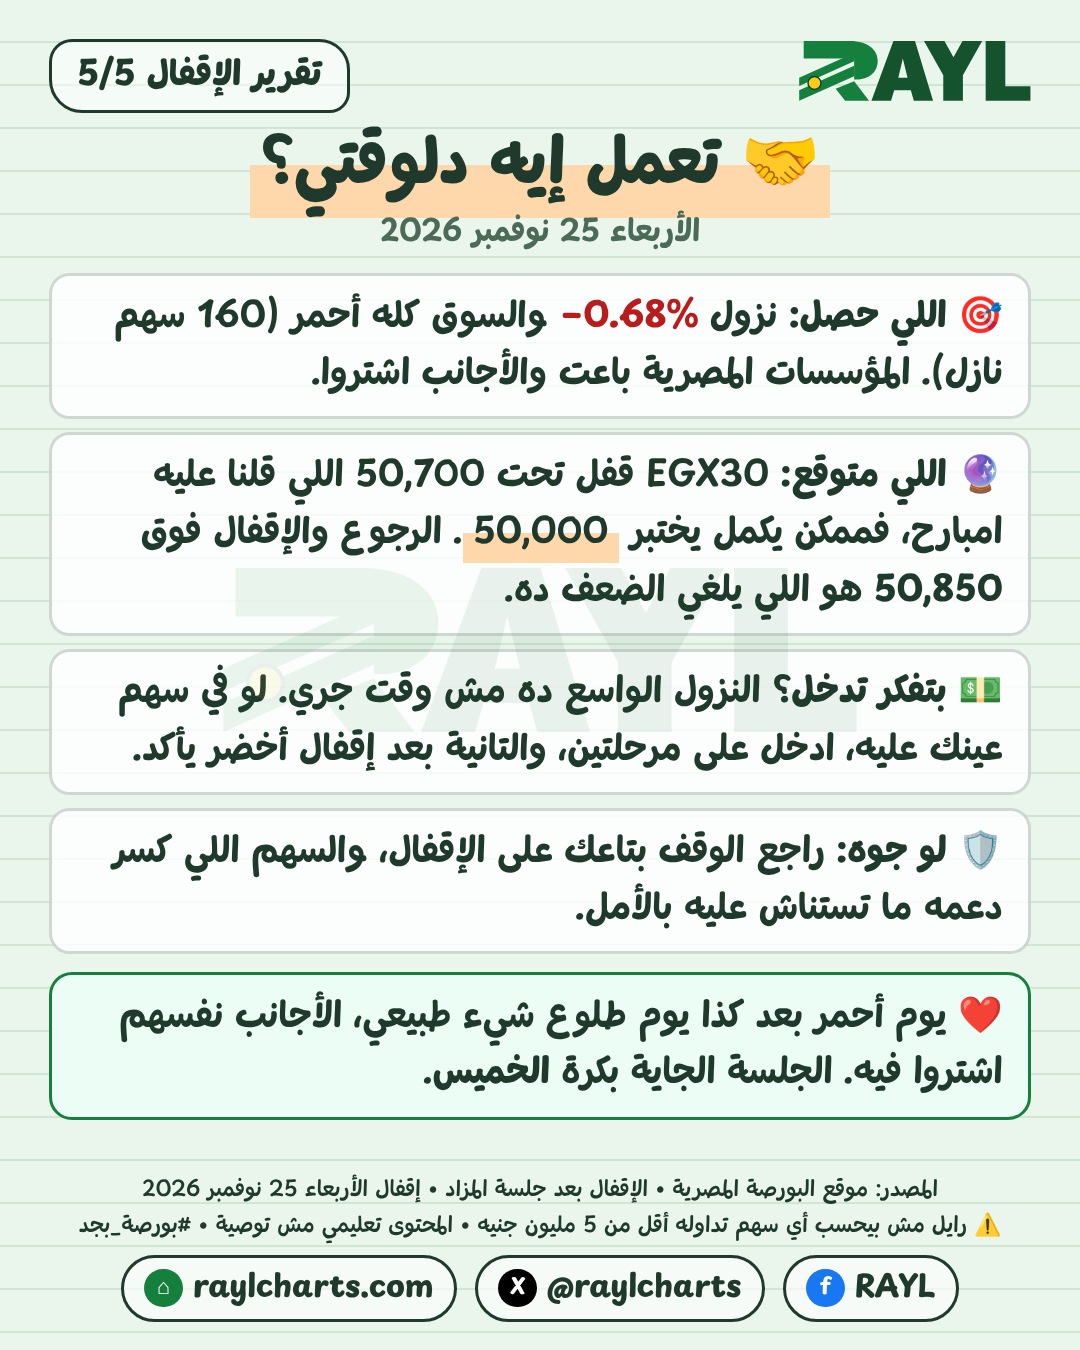 RAYL
تقرير الإقفال 5/5
🤝 تعمل إيه دلوقتي؟
الأربعاء 25 نوفمبر 2026
🎯 اللي حصل: نزول −0.68% والسوق كله أحمر (160 سهم
نازل). المؤسسات المصرية باعت والأجانب اشتروا.
🔮 اللي متوقع: EGX30 قفل تحت 50,700 اللي قلنا عليه
امبارح، فممكن يكمل يختبر 50,000. الرجوع والإقفال فوق
50,850 هو اللي يلغي الضعف ده.
💵 بتفكر تدخل؟ النزول الواسع ده مش وقت جري. لو في سهم
عينك عليه، ادخل على مرحلتين، والتانية بعد إقفال أخضر يأكد.
🛡️ لو جوه: راجع الوقف بتاعك على الإقفال، والسهم اللي كسر
دعمه ما تستناش عليه بالأمل.
❤️ يوم أحمر بعد كذا يوم طلوع شيء طبيعي، الأجانب نفسهم
اشتروا فيه. الجلسة الجاية بكرة الخميس.
المصدر: موقع البورصة المصرية • الإقفال بعد جلسة المزاد • إقفال الأربعاء 25 نوفمبر 2026
⚠️ رايل مش بيحسب أي سهم تداوله أقل من 5 مليون جنيه • المحتوى تعليمي مش توصية • #بورصة_بجد
RAYL
@raylcharts
raylcharts.com